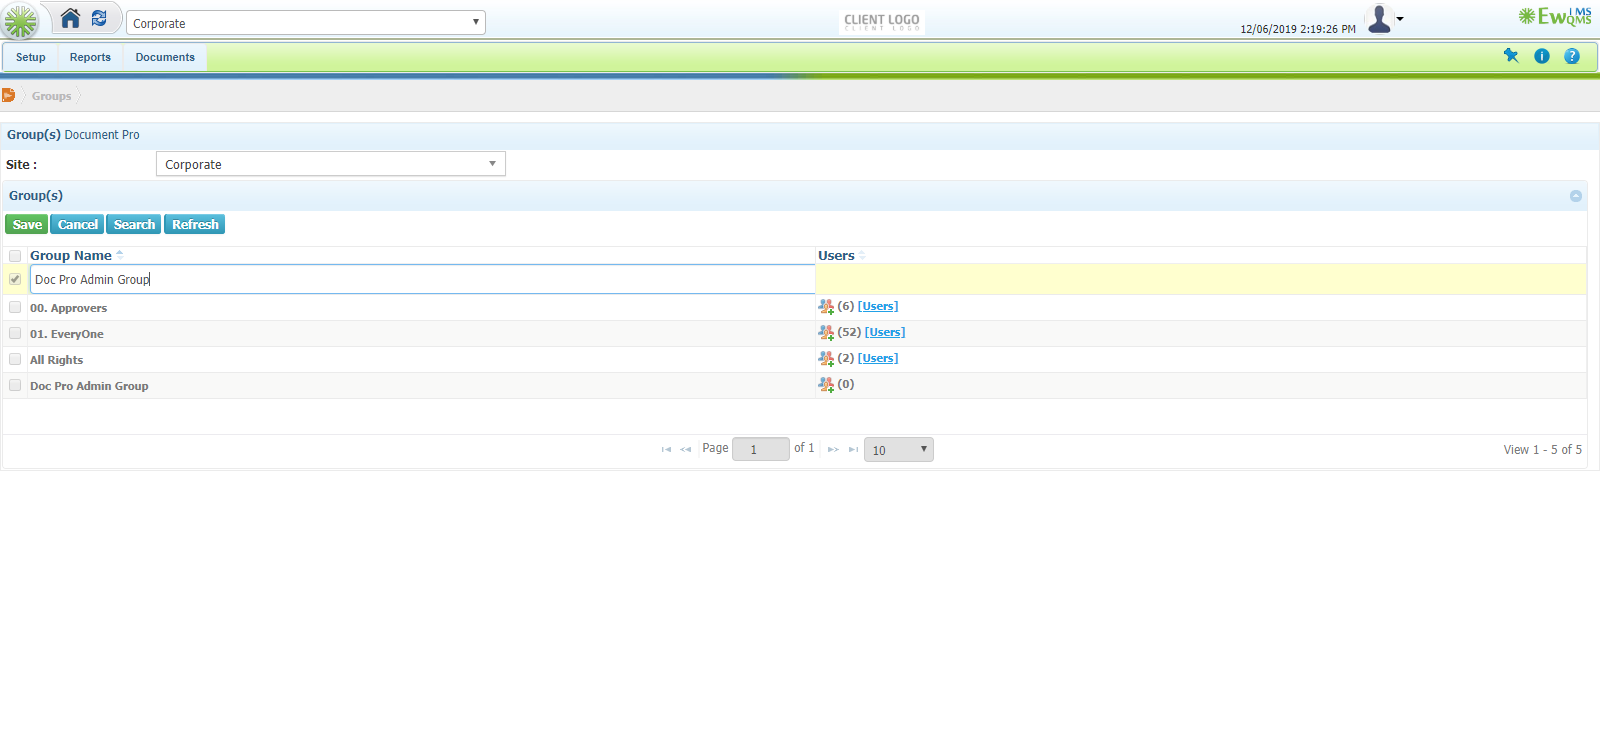 Corporate
CLIENT LOGO
CLIENT LOGO
12/06/2019 2:19:26 PM
EwQMS IMS
Setup Reports Documents
Groups
Group(s) Document Pro
Site : Corporate
Group(s)
Save Cancel Search Refresh
Group Name Users
Doc Pro Admin Group
00. Approvers (6) [Users]
01. EveryOne (52) [Users]
All Rights (2) [Users]
Doc Pro Admin Group (0)
Page 1 of 1 10 View 1 - 5 of 5